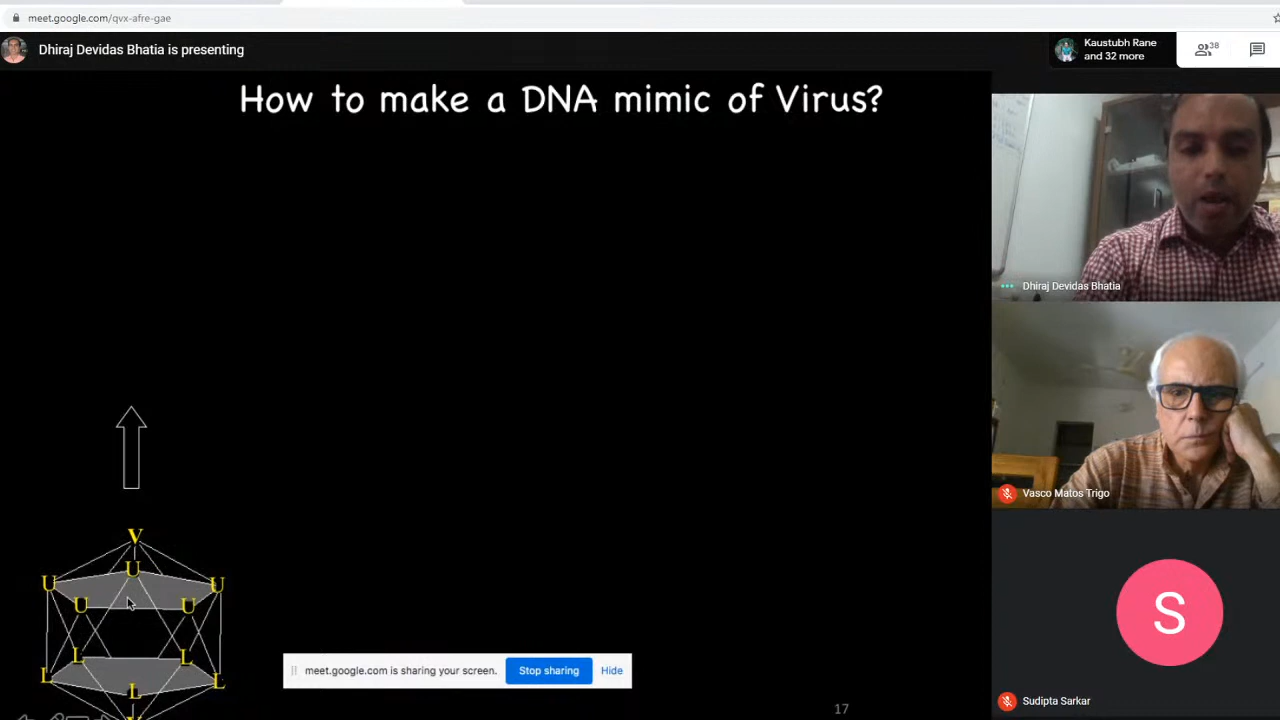 meet.google.com/qvx-afre-gae
Dhiraj Devidas Bhatia is presenting
Kaustubh Rane
and 32 more
38
How to make a DNA mimic of Virus?
Dhiraj Devidas Bhatia
Vasco Matos Trigo
V
U
U
U
U
U
L
L
L
L
L
meet.google.com is sharing your screen.
Stop sharing
Hide
S
Sudipta Sarkar
17